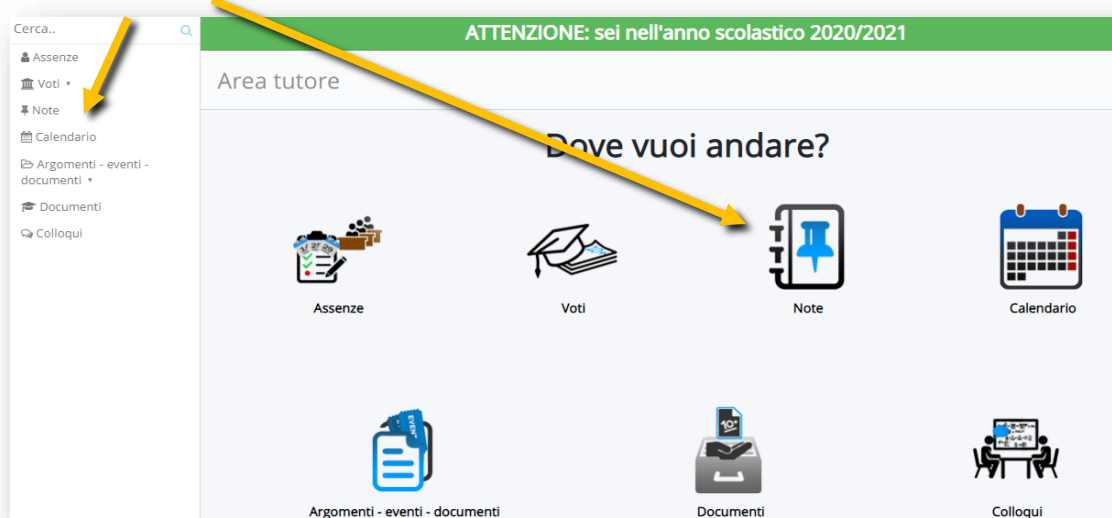 Cerca..
ATTENZIONE: sei nell'anno scolastico 2020/2021
Assenze
Voti
Note
Calendario
Argomenti - eventi -
documenti
Documenti
Colloqui
Area tutore
Dove vuoi andare?
Assenze
Voti
Note
Calendario
Argomenti - eventi - documenti
Documenti
Colloqui